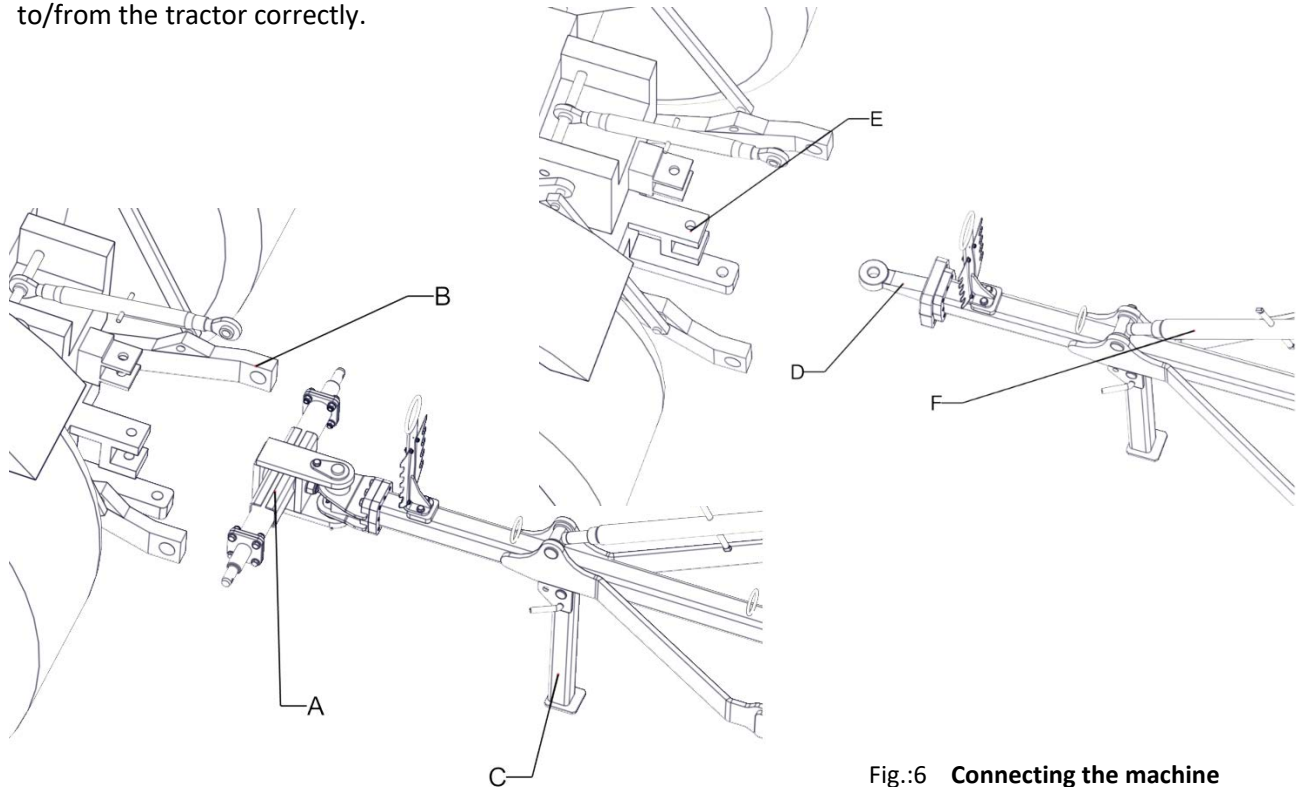 to/from the tractor correctly.
E
B
D
F
A
C
Fig.:6 Connecting the machine